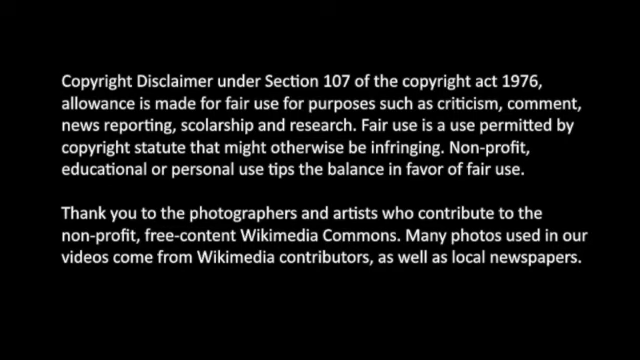 Copyright Disclaimer under Section 107 of the copyright act 1976,
allowance is made for fair use for purposes such as criticism, comment,
news reporting, scolarship and research. Fair use is a use permitted by
copyright statute that might otherwise be infringing. Non-profit,
educational or personal use tips the balance in favor of fair use.
Thank you to the photographers and artists who contribute to the
non-profit, free-content Wikimedia Commons. Many photos used in our
videos come from Wikimedia contributors, as well as local newspapers.